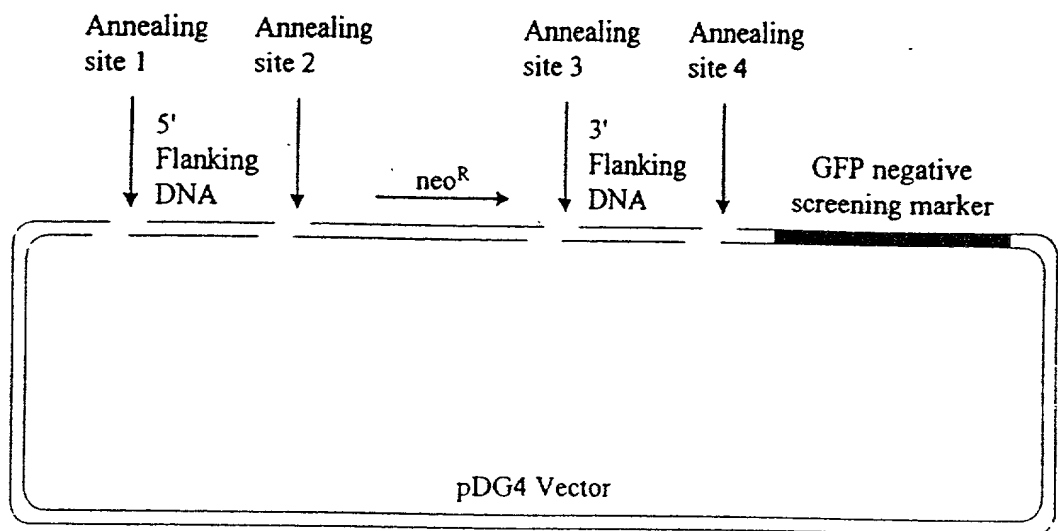 Annealing
site 1
Annealing
site 2
Annealing
site 3
Annealing
site 4
5'
Flanking
DNA
neoR
3'
Flanking
DNA
GFP negative
screening marker
pDG4 Vector